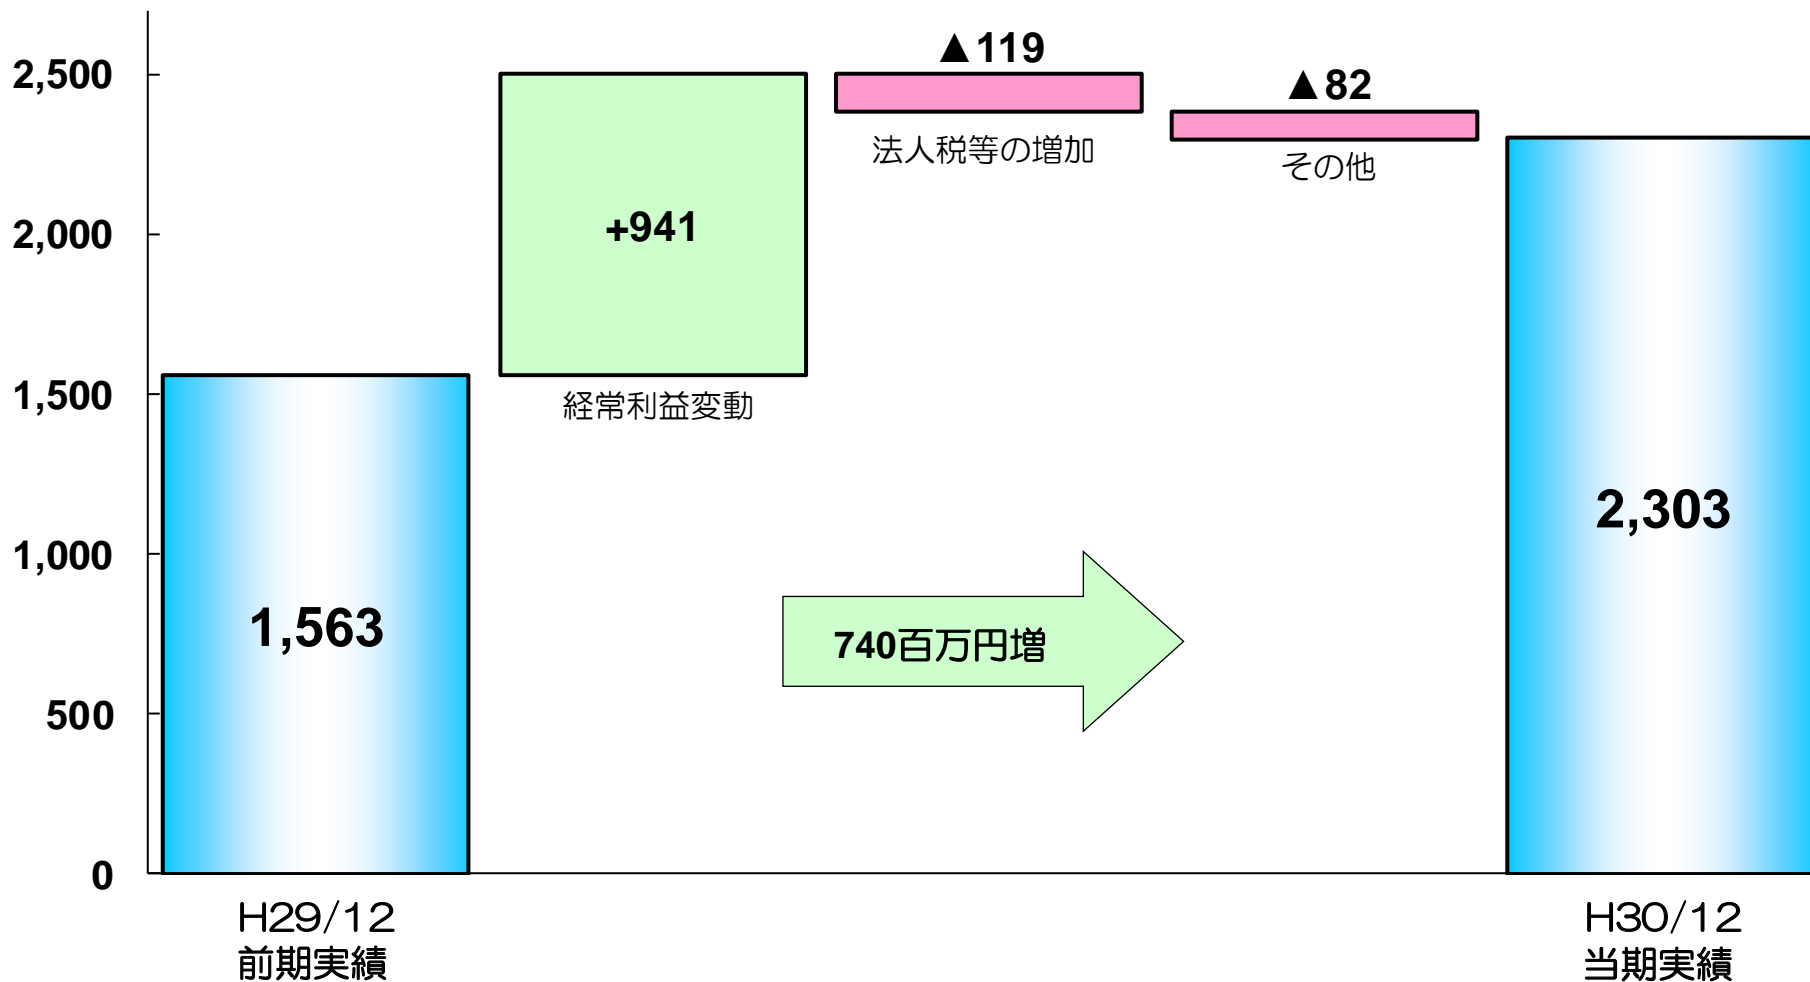 2,500
2,000
1,500
1,000
500
0
1,563
+941
経常利益変動
▲119
法人税等の増加
▲82
その他
2,303
740百万円増
H29/12
前期実績
H30/12
当期実績